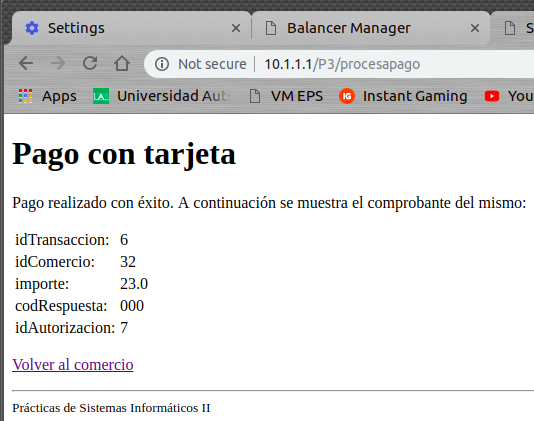 Settings
Balancer Manager
S
Not secure | 10.1.1.1/P3/procesapago
Apps
Universidad Aut
VM EPS
IG Instant Gaming
You
Pago con tarjeta
Pago realizado con éxito. A continuación se muestra el comprobante del mismo:
idTransaccion: 6
idComercio: 32
importe: 23.0
codRespuesta: 000
idAutorizacion: 7
Volver al comercio
Prácticas de Sistemas Informáticos II